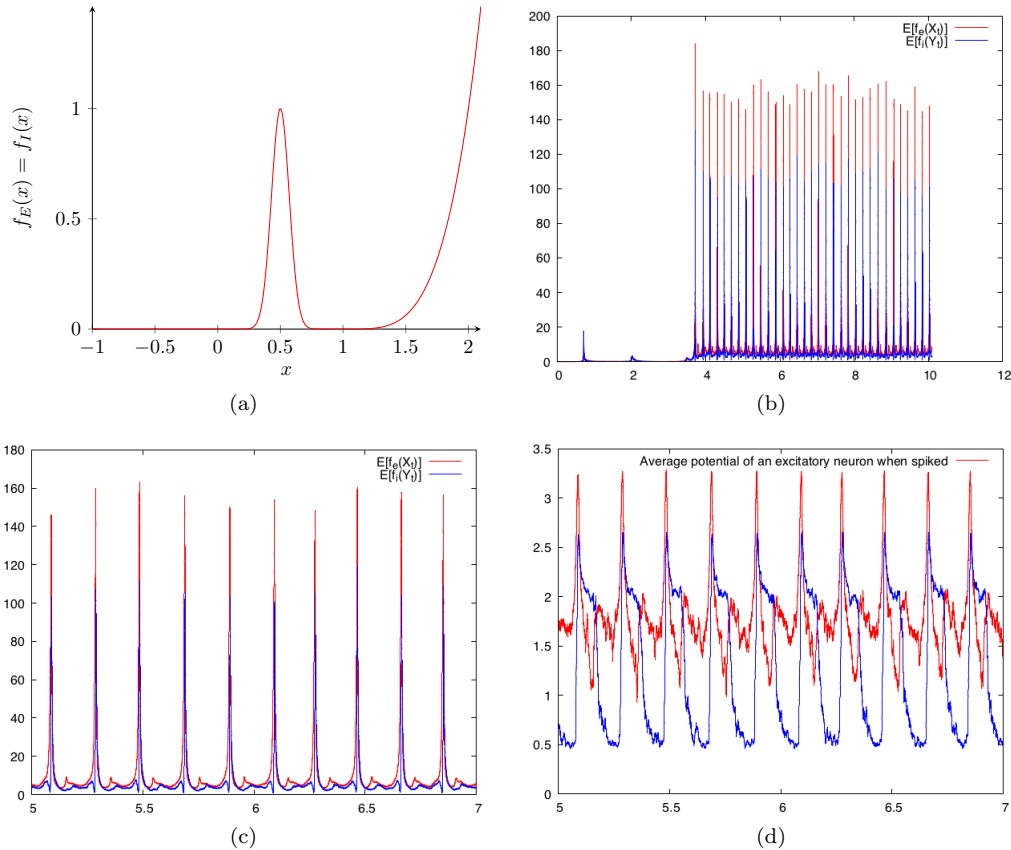 f_E(x) = f_I(x)
1
0.5
0
−1 −0.5 0 0.5 1 1.5 2
x
(a)
200
180
160
140
120
100
80
60
40
20
0
0 2 4 6 8 10 12
E[f_e(X_t)]
E[f_i(Y_t)]
(b)
180
160
140
120
100
80
60
40
20
0
5 5.5 6 6.5 7
E[f_e(X_t)]
E[f_i(Y_t)]
(c)
3.5
3
2.5
2
1.5
1
0.5
0
5 5.5 6 6.5 7
Average potential of an excitatory neuron when spiked
(d)